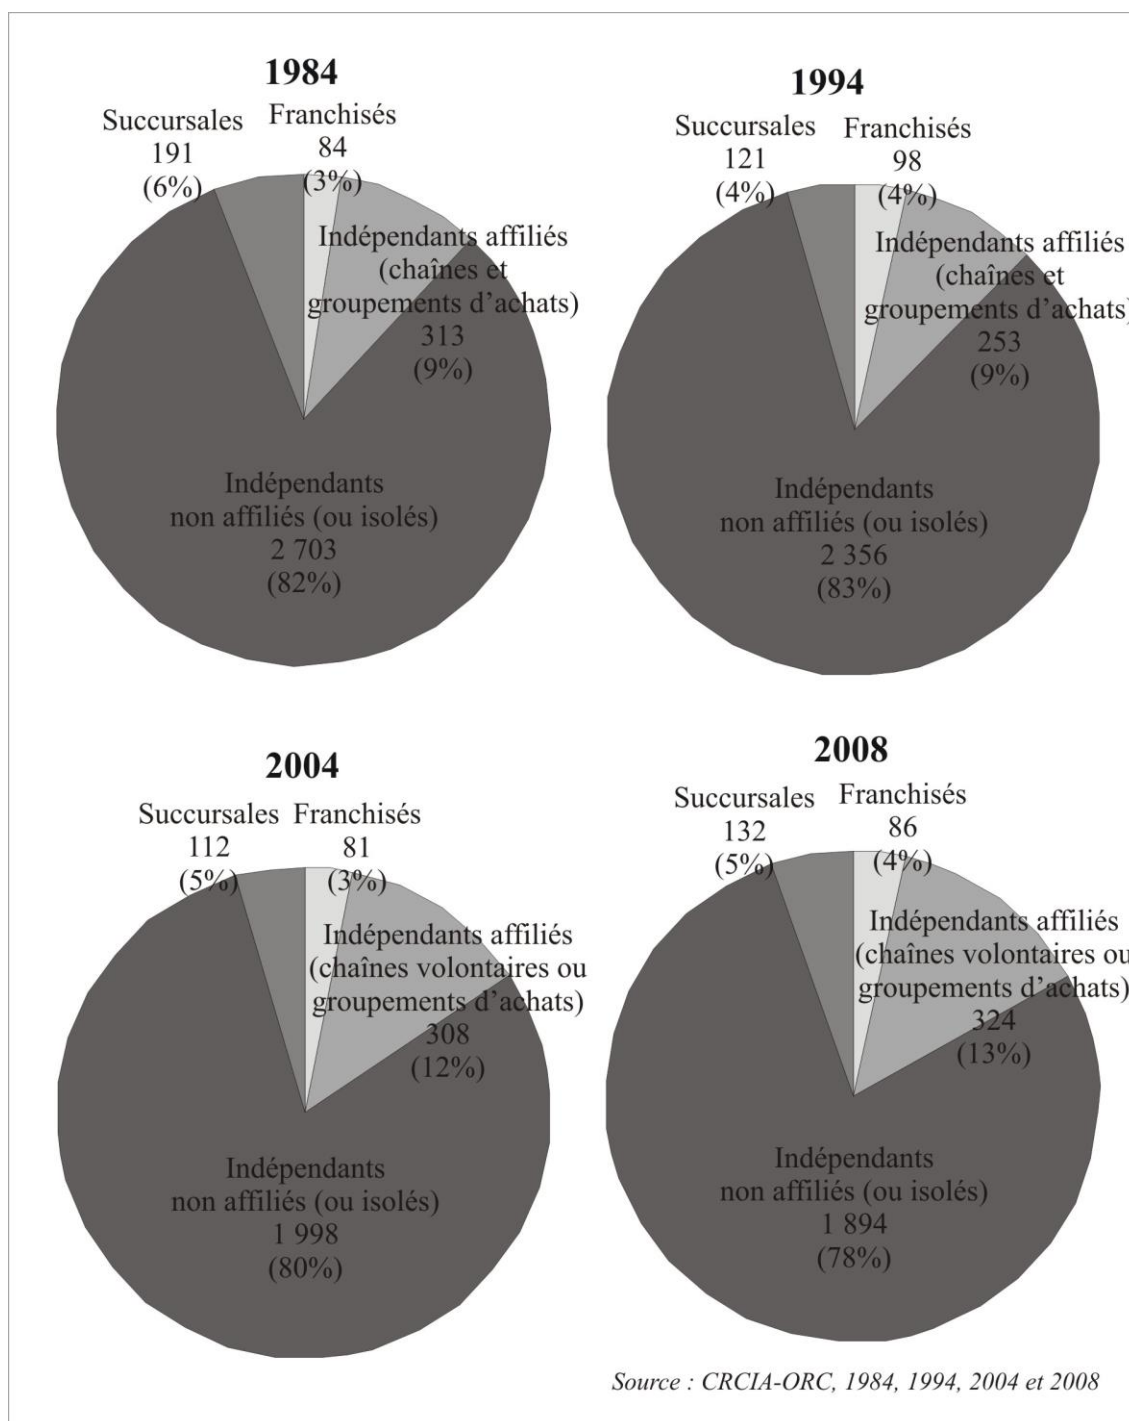 1984
Succursales
191
(6%)
Franchisés
84
(3%)
Indépendants affiliés
(chaînes et
groupements d'achats)
313
(9%)
Indépendants
non affiliés (ou isolés)
2 703
(82%)
1994
Succursales
121
(4%)
Franchisés
98
(4%)
Indépendants affiliés
(chaînes et
groupements d'achats)
253
(9%)
Indépendants
non affiliés (ou isolés)
2 356
(83%)
2004
Succursales
112
(5%)
Franchisés
81
(3%)
Indépendants affiliés
(chaînes volontaires ou
groupements d'achats)
308
(12%)
Indépendants
non affiliés (ou isolés)
1 998
(80%)
2008
Succursales
132
(5%)
Franchisés
86
(4%)
Indépendants affiliés
(chaînes volontaires ou
groupements d'achats)
324
(13%)
Indépendants
non affiliés (ou isolés)
1 894
(78%)
Source : CRCIA-ORC, 1984, 1994, 2004 et 2008